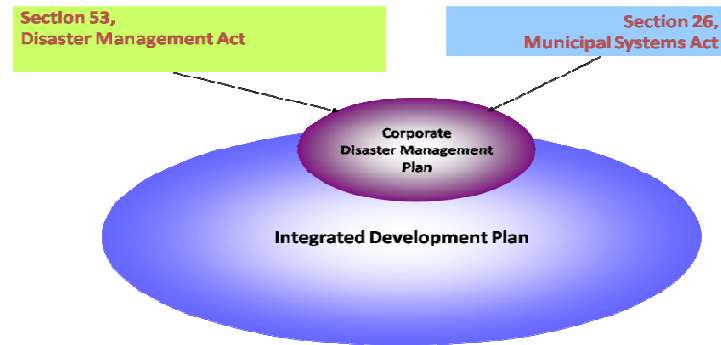 Section 53,
Disaster Management Act
Section 26,
Municipal Systems Act
Corporate
Disaster Management
Plan
Integrated Development Plan